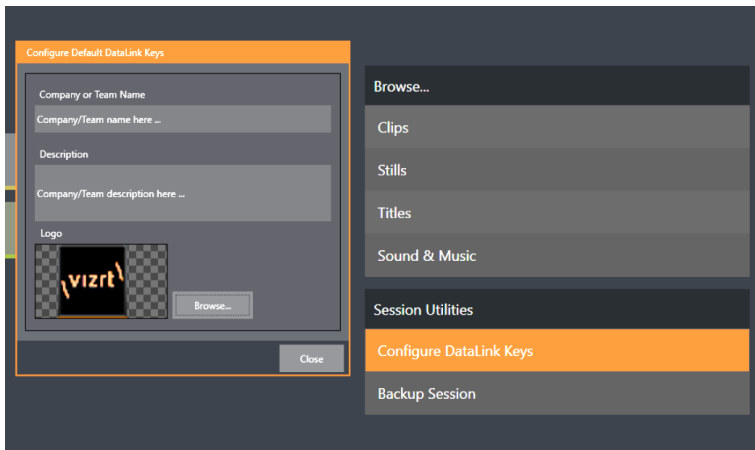 Configure Default DataLink Keys
Company or Team Name
Company/Team name here ...
Description
Company/Team description here ...
Logo
vizrt
Browse...
Close
Browse...
Clips
Stills
Titles
Sound & Music
Session Utilities
Configure DataLink Keys
Backup Session